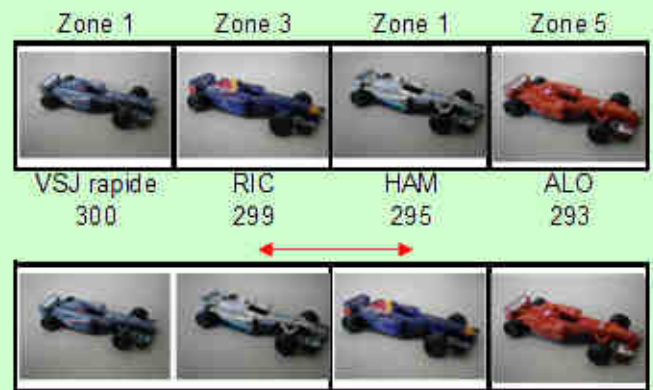 Zone 1 Zone 3 Zone 1 Zone 5
VSJ rapide RIC HAM ALO
300 299 295 293